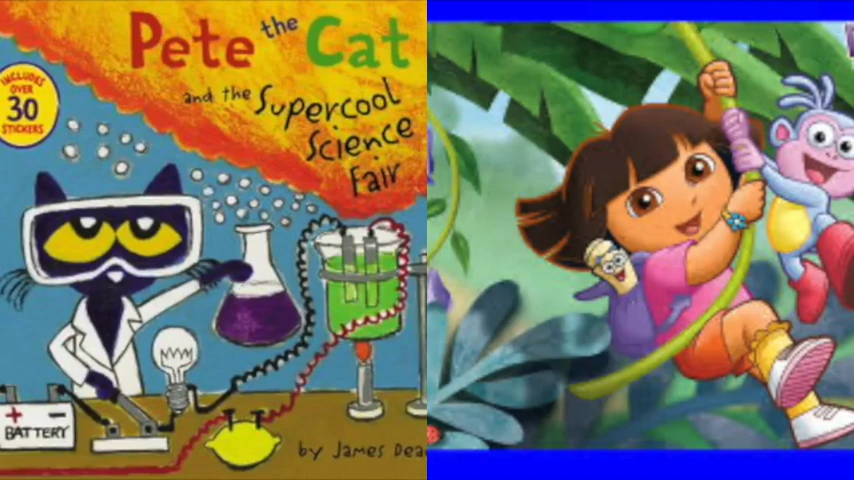 Pete the Cat
and the Supercool
Science
Fair
INCLUDES
OVER
30
STICKERS
+ -
BATTERY
by James Dea